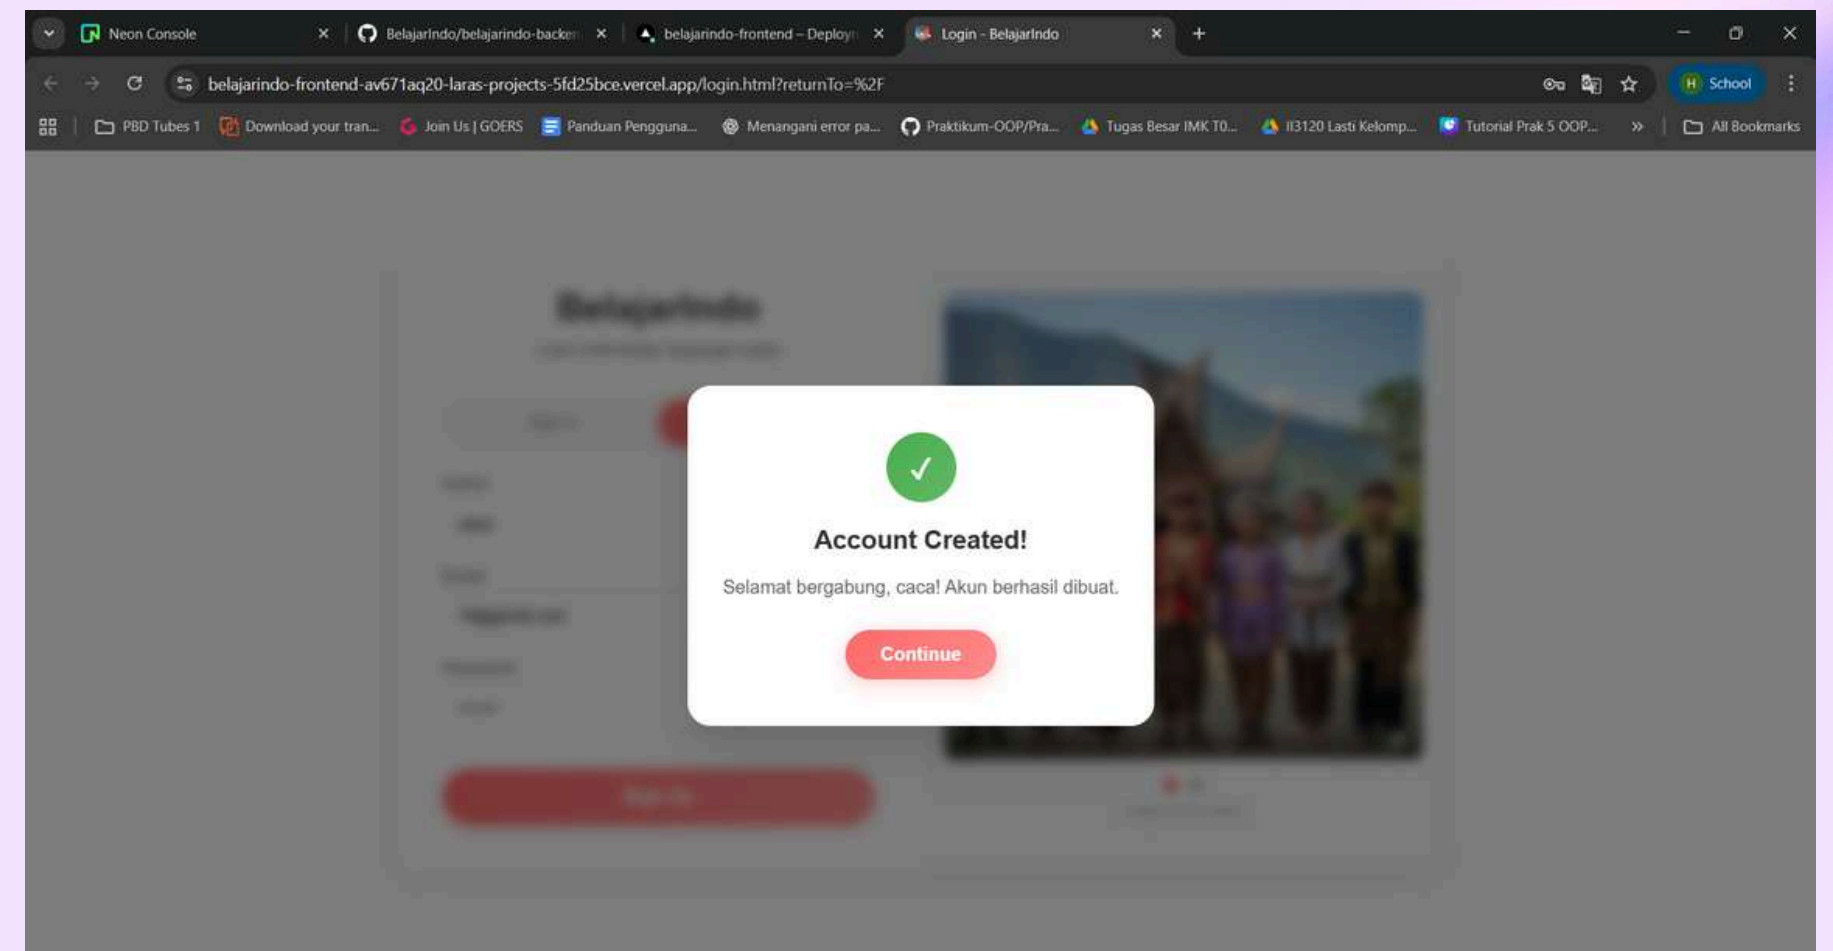 Neon Console
BelajarIndo/belajarindo-backen
belajarindo-frontend – Deploy
Login - BelajarIndo
belajarindo-frontend-av671aq20-laras-projects-5fd25bce.vercel.app/login.html?returnTo=%2F
H School
PBD Tubes 1
Download your tran...
Join Us | GOERS
Panduan Pengguna...
Menangani error pa...
Praktikum-OOP/Pra...
Tugas Besar IMK T0...
II3120 Lasti Kelomp...
Tutorial Prak 5 OOP...
All Bookmarks
BelajarIndo
Account Created!
Selamat bergabung, caca! Akun berhasil dibuat.
Continue